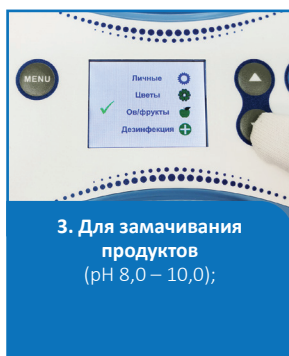 MENU
Личные
Цветы
Ов/фрукты
Дезинфекция
3. Для замачивания
продуктов
(pH 8,0 – 10,0);